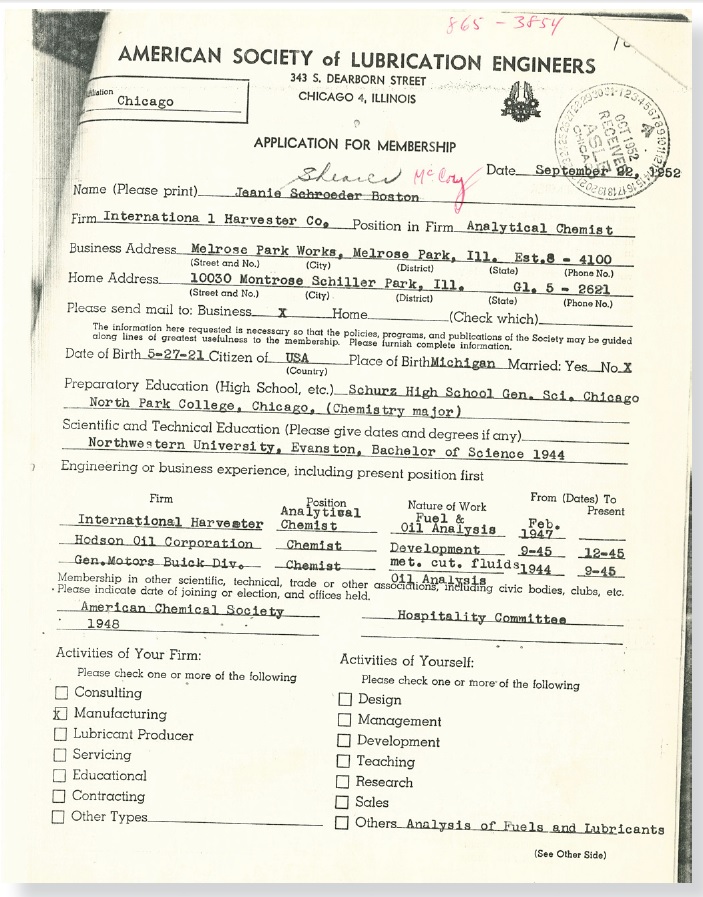 865 - 3854
AMERICAN SOCIETY of LUBRICATION ENGINEERS
343 S. DEARBORN STREET
CHICAGO 4, ILLINOIS
Chicago
APPLICATION FOR MEMBERSHIP
OCT 1952
RECEIVED
ASLE
CHICAGO
Date September 22, 1952
Shearer McCoy
Name (Please print) Jeanie Schroeder Boston
Firm Internationa l Harvester Co. Position in Firm Analytical Chemist
Business Address Melrose Park Works, Melrose Park, Ill. Est.8 - 4100
(Street and No.) (City) (District) (State) (Phone No.)
Home Address 10030 Montrose Schiller Park, Ill. Gl. 5 - 2621
(Street and No.) (City) (District) (State) (Phone No.)
Please send mail to: Business X Home (Check which)
The information here requested is necessary so that the policies, programs, and publications of the Society may be guided
along lines of greatest usefulness to the membership. Please furnish complete information.
Date of Birth 5-27-21 Citizen of USA Place of Birth Michigan Married: Yes No X
(Country)
Preparatory Education (High School, etc.) Schurz High School Gen. Sci. Chicago
North Park College, Chicago, (Chemistry major)
Scientific and Technical Education (Please give dates and degrees if any)
Northwestern University, Evanston, Bachelor of Science 1944
Engineering or business experience, including present position first
Firm Position Nature of Work From (Dates) To
Analytical Fuel & Present
International Harvester Chemist Oil Analysis Feb. 1947
Hodson Oil Corporation Chemist Development 9-45 12-45
Gen.Motors Buick Div. Chemist met. cut. fluids 1944 9-45
Oil Analysis
Membership in other scientific, technical, trade or other associations, including civic bodies, clubs, etc.
Please indicate date of joining or election, and offices held.
American Chemical Society Hospitality Committee
1948
Activities of Your Firm:
Please check one or more of the following
Consulting
X Manufacturing
Lubricant Producer
Servicing
Educational
Contracting
Other Types
Activities of Yourself:
Please check one or more of the following
Design
Management
Development
Teaching
Research
Sales
Others Analysis of Fuels and Lubricants
(See Other Side)